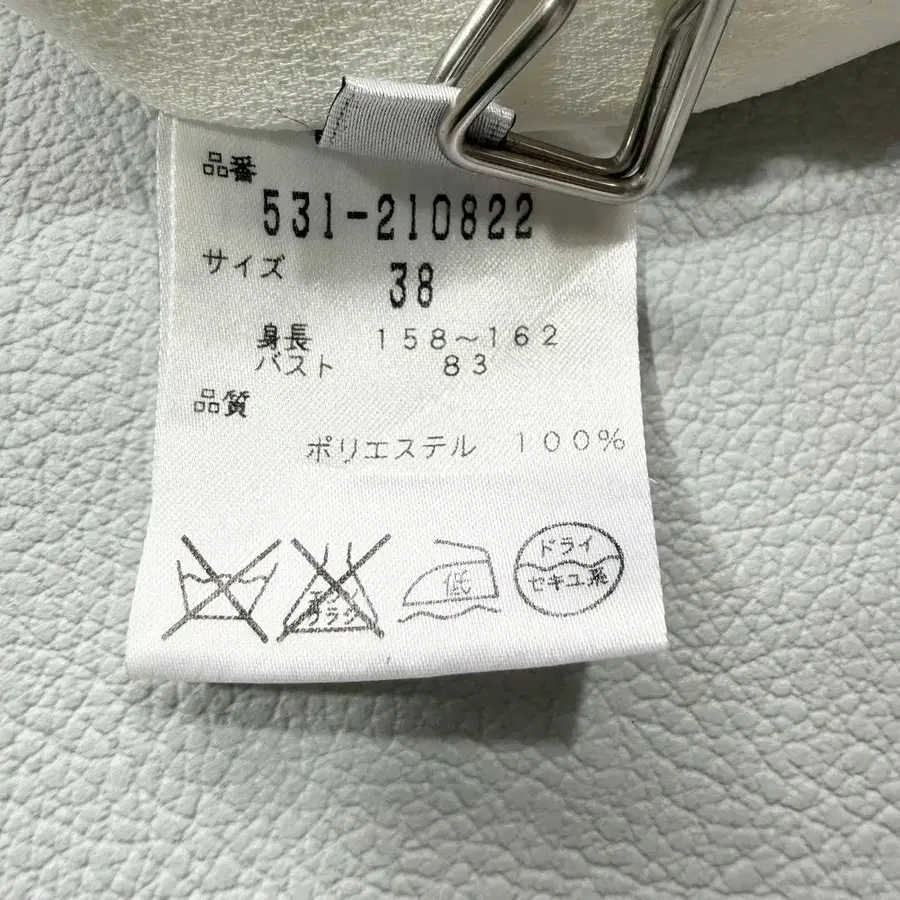 品番
531-210822
サイズ
38
身長 158～162
バスト 83
品質
ポリエステル 100%
低
ドライ
セキユ系